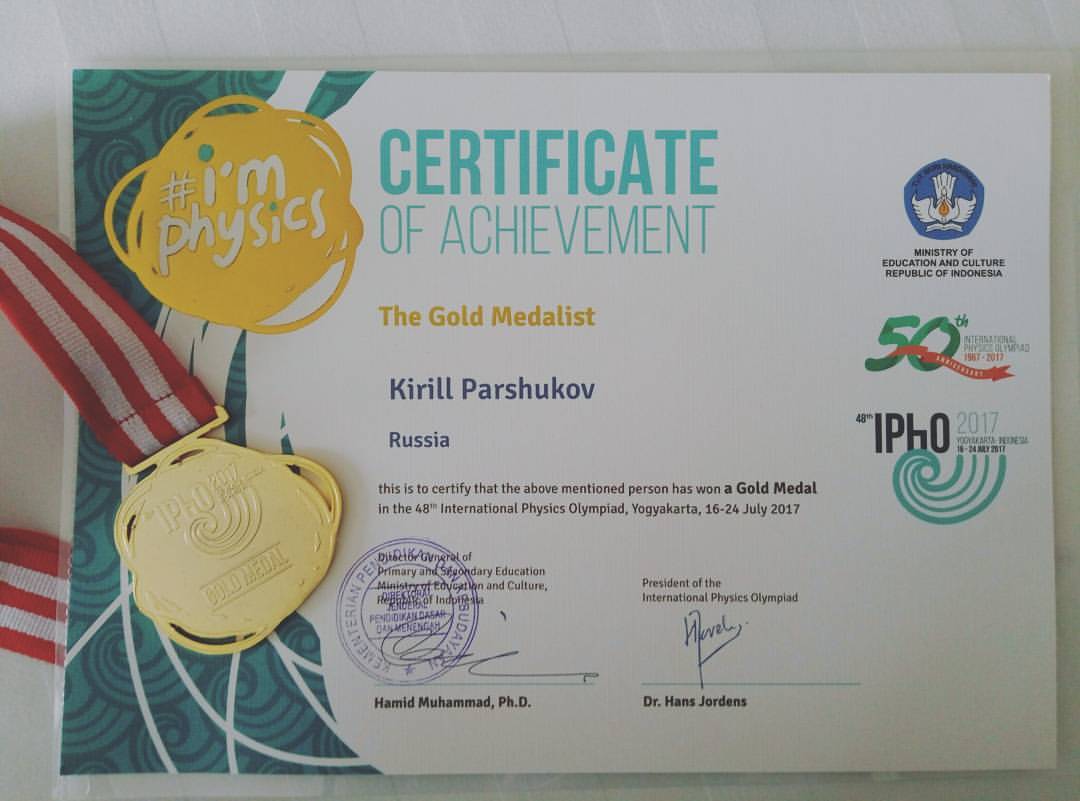 #i'm
physics
CERTIFICATE
OF ACHIEVEMENT
The Gold Medalist
Kirill Parshukov
Russia
this is to certify that the above mentioned person has won a Gold Medal
in the 48th International Physics Olympiad, Yogyakarta, 16-24 July 2017
Director General of
Primary and Secondary Education
Ministry of Education and Culture,
Republic of Indonesia
Hamid Muhammad, Ph.D.
President of the
International Physics Olympiad
Dr. Hans Jordens
TUT WURI HANDAYANI
MINISTRY OF
EDUCATION AND CULTURE
REPUBLIC OF INDONESIA
50th
INTERNATIONAL
PHYSICS OLYMPIAD
1967 - 2017
ANNIVERSARY
48th IPhO 2017
YOGYAKARTA-INDONESIA
16 - 24 JULY 2017
IPhO 2017
GOLD MEDAL
KEMENTERIAN PENDIDIKAN DAN KEBUDAYAAN
DIREKTORAT
JENDERAL
PENDIDIKAN DASAR
DAN MENENGAH